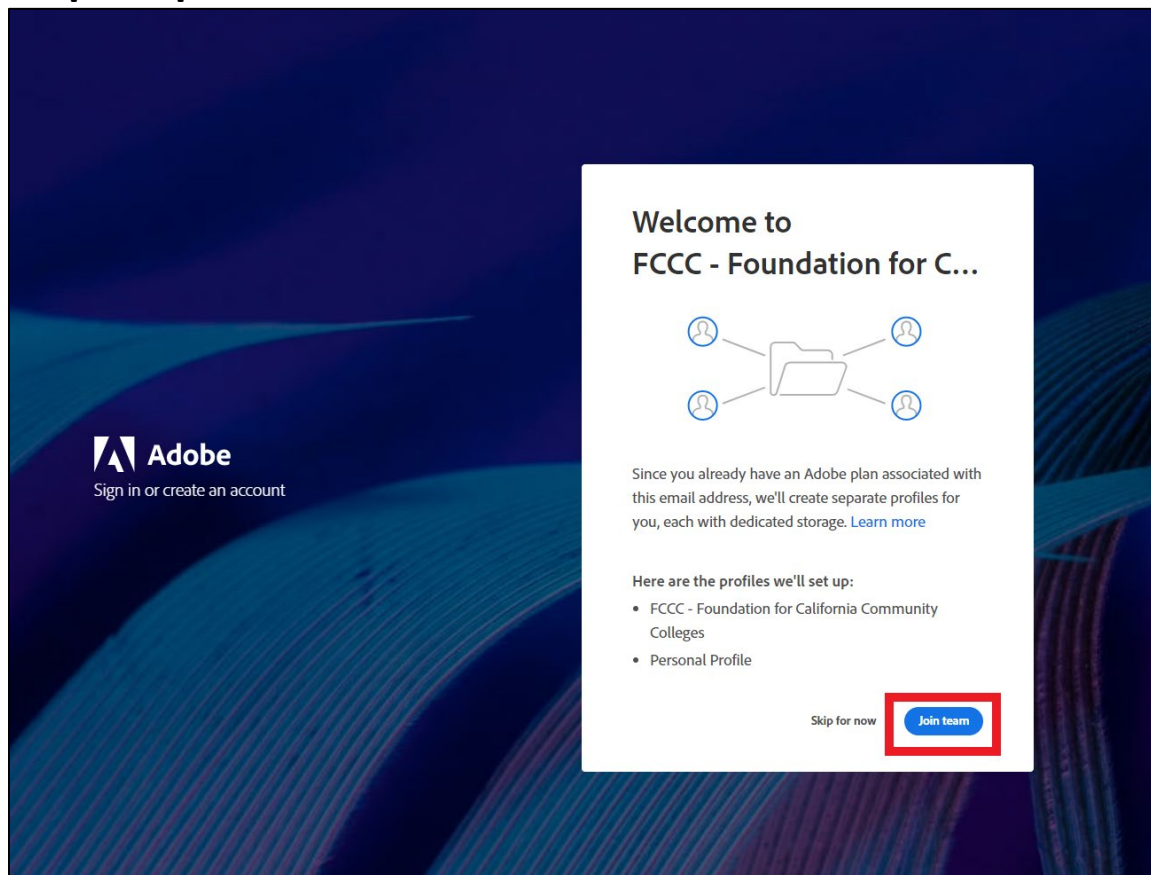 Welcome to
FCCC - Foundation for C...
Adobe
Sign in or create an account
Since you already have an Adobe plan associated with
this email address, we'll create separate profiles for
you, each with dedicated storage. Learn more
Here are the profiles we'll set up:
• FCCC - Foundation for California Community
Colleges
• Personal Profile
Skip for now
Join team